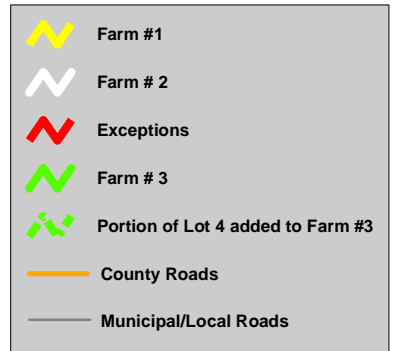 Farm #1
Farm # 2
Exceptions
Farm # 3
Portion of Lot 4 added to Farm #3
County Roads
Municipal/Local Roads